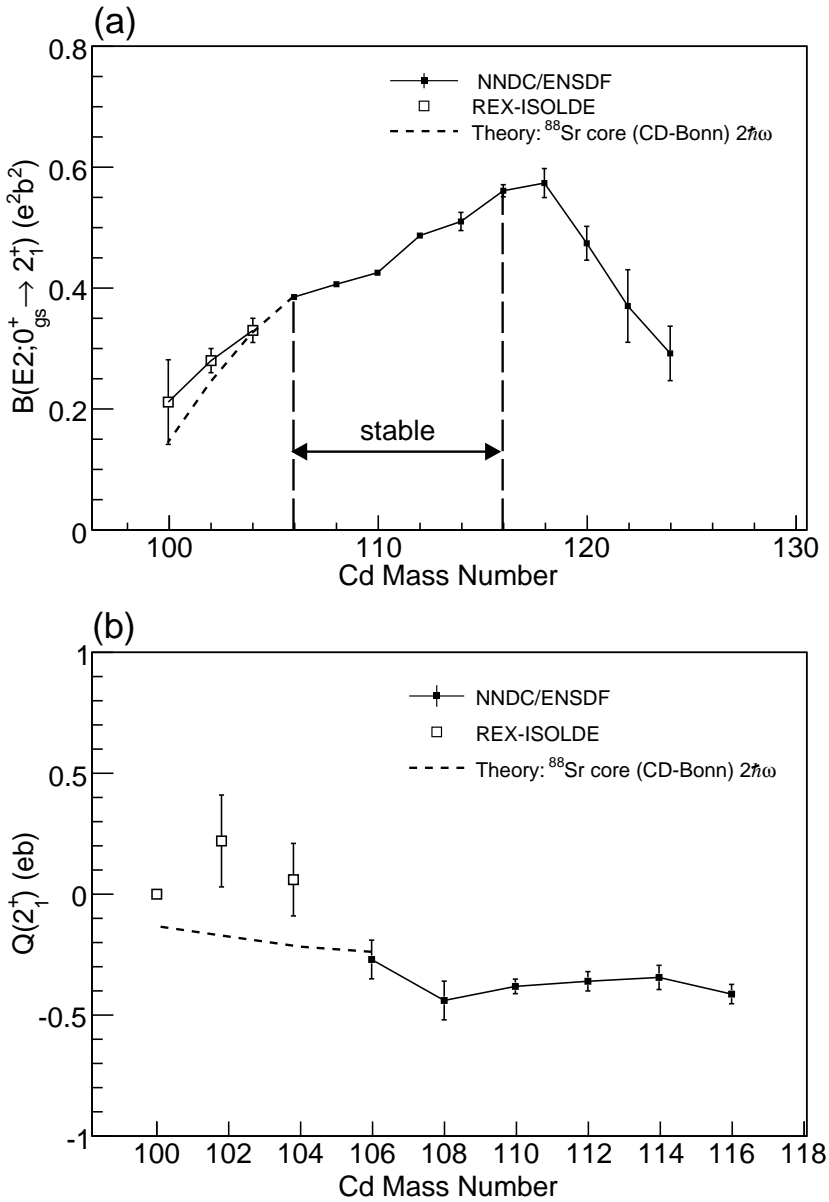 (a)
0.8
0.6
0.4
0.2
0
B(E2;0⁺gs → 2⁺₁) (e²b²)
NNDC/ENSDF
REX-ISOLDE
Theory: ⁸⁸Sr core (CD-Bonn) 2ℏω
stable
100 110 120 130
Cd Mass Number
(b)
1
0.5
0
-0.5
-1
Q(2⁺₁) (eb)
NNDC/ENSDF
REX-ISOLDE
Theory: ⁸⁸Sr core (CD-Bonn) 2ℏω
100 102 104 106 108 110 112 114 116 118
Cd Mass Number